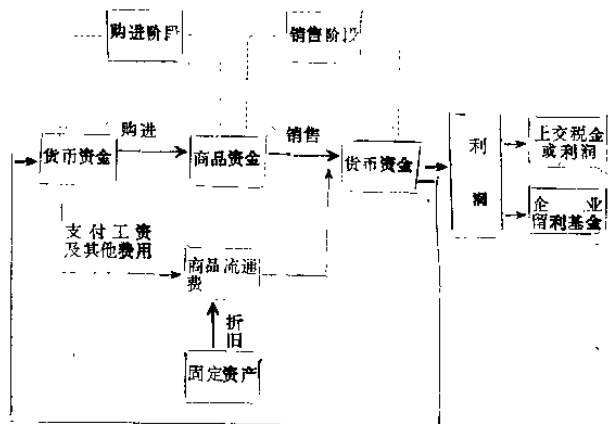 购进阶段
销售阶段
货币资金
购进
商品资金
销售
货币资金
利
润
上交税金
或利润
企业
留利基金
支付工资
及其他费用
商品流通
费
折
旧
固定资产